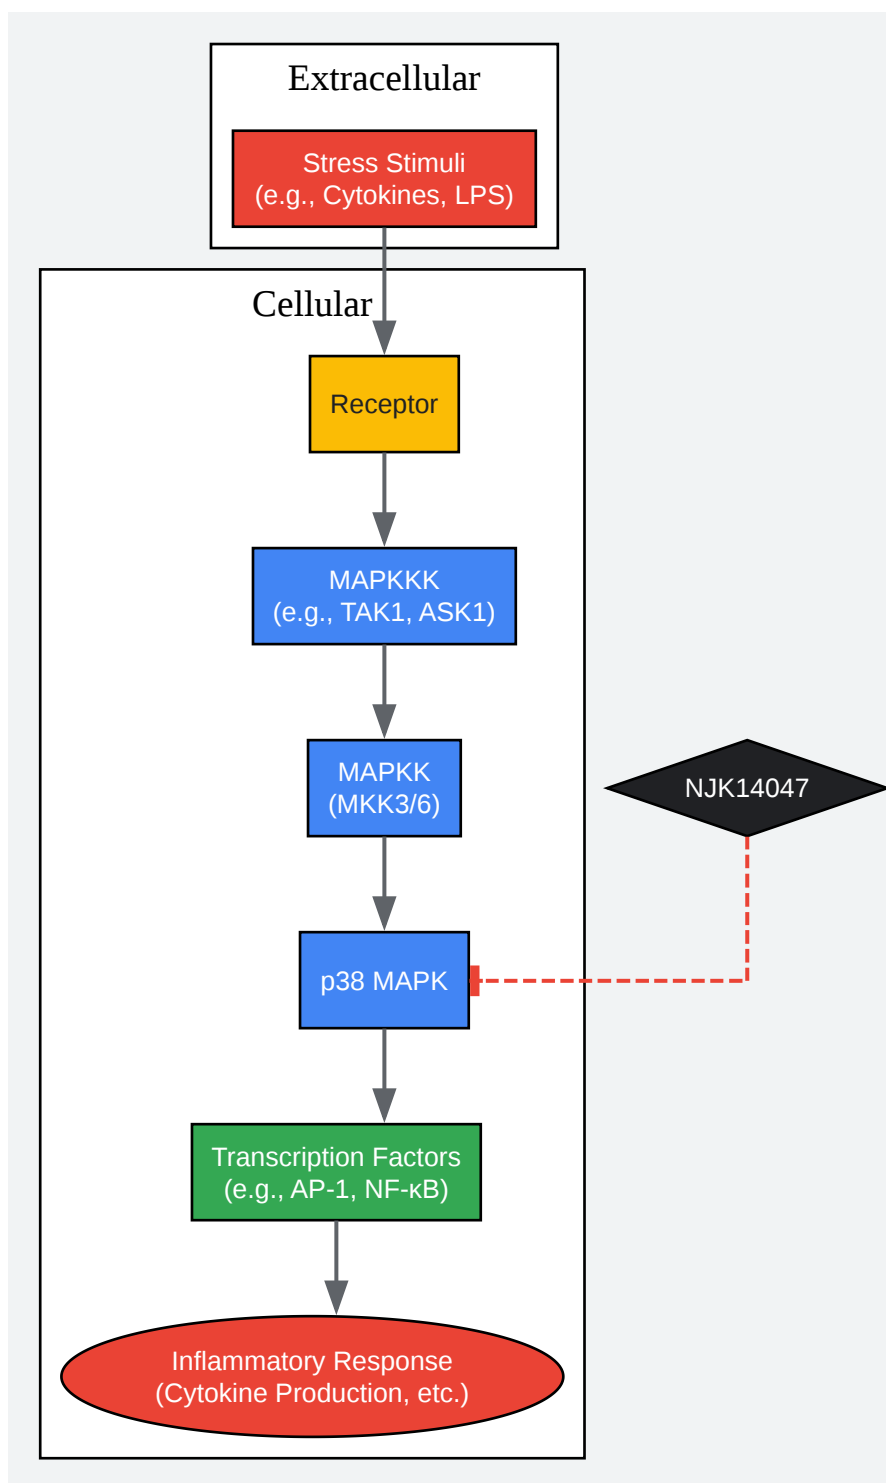 Extracellular
Stress Stimuli
(e.g., Cytokines, LPS)
Cellular
Receptor
MAPKKK
(e.g., TAK1, ASK1)
MAPKK
(MKK3/6)
NJK14047
p38 MAPK
Transcription Factors
(e.g., AP-1, NF-κB)
Inflammatory Response
(Cytokine Production, etc.)